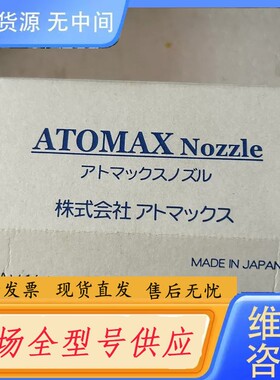 货源 无中间
ATOMAX Nozzle
アトマックスノズル
株式会社 アトマックス
MADE IN JAPAN
开发票 现货直发 售后无忧
场全型号供应
维
咨